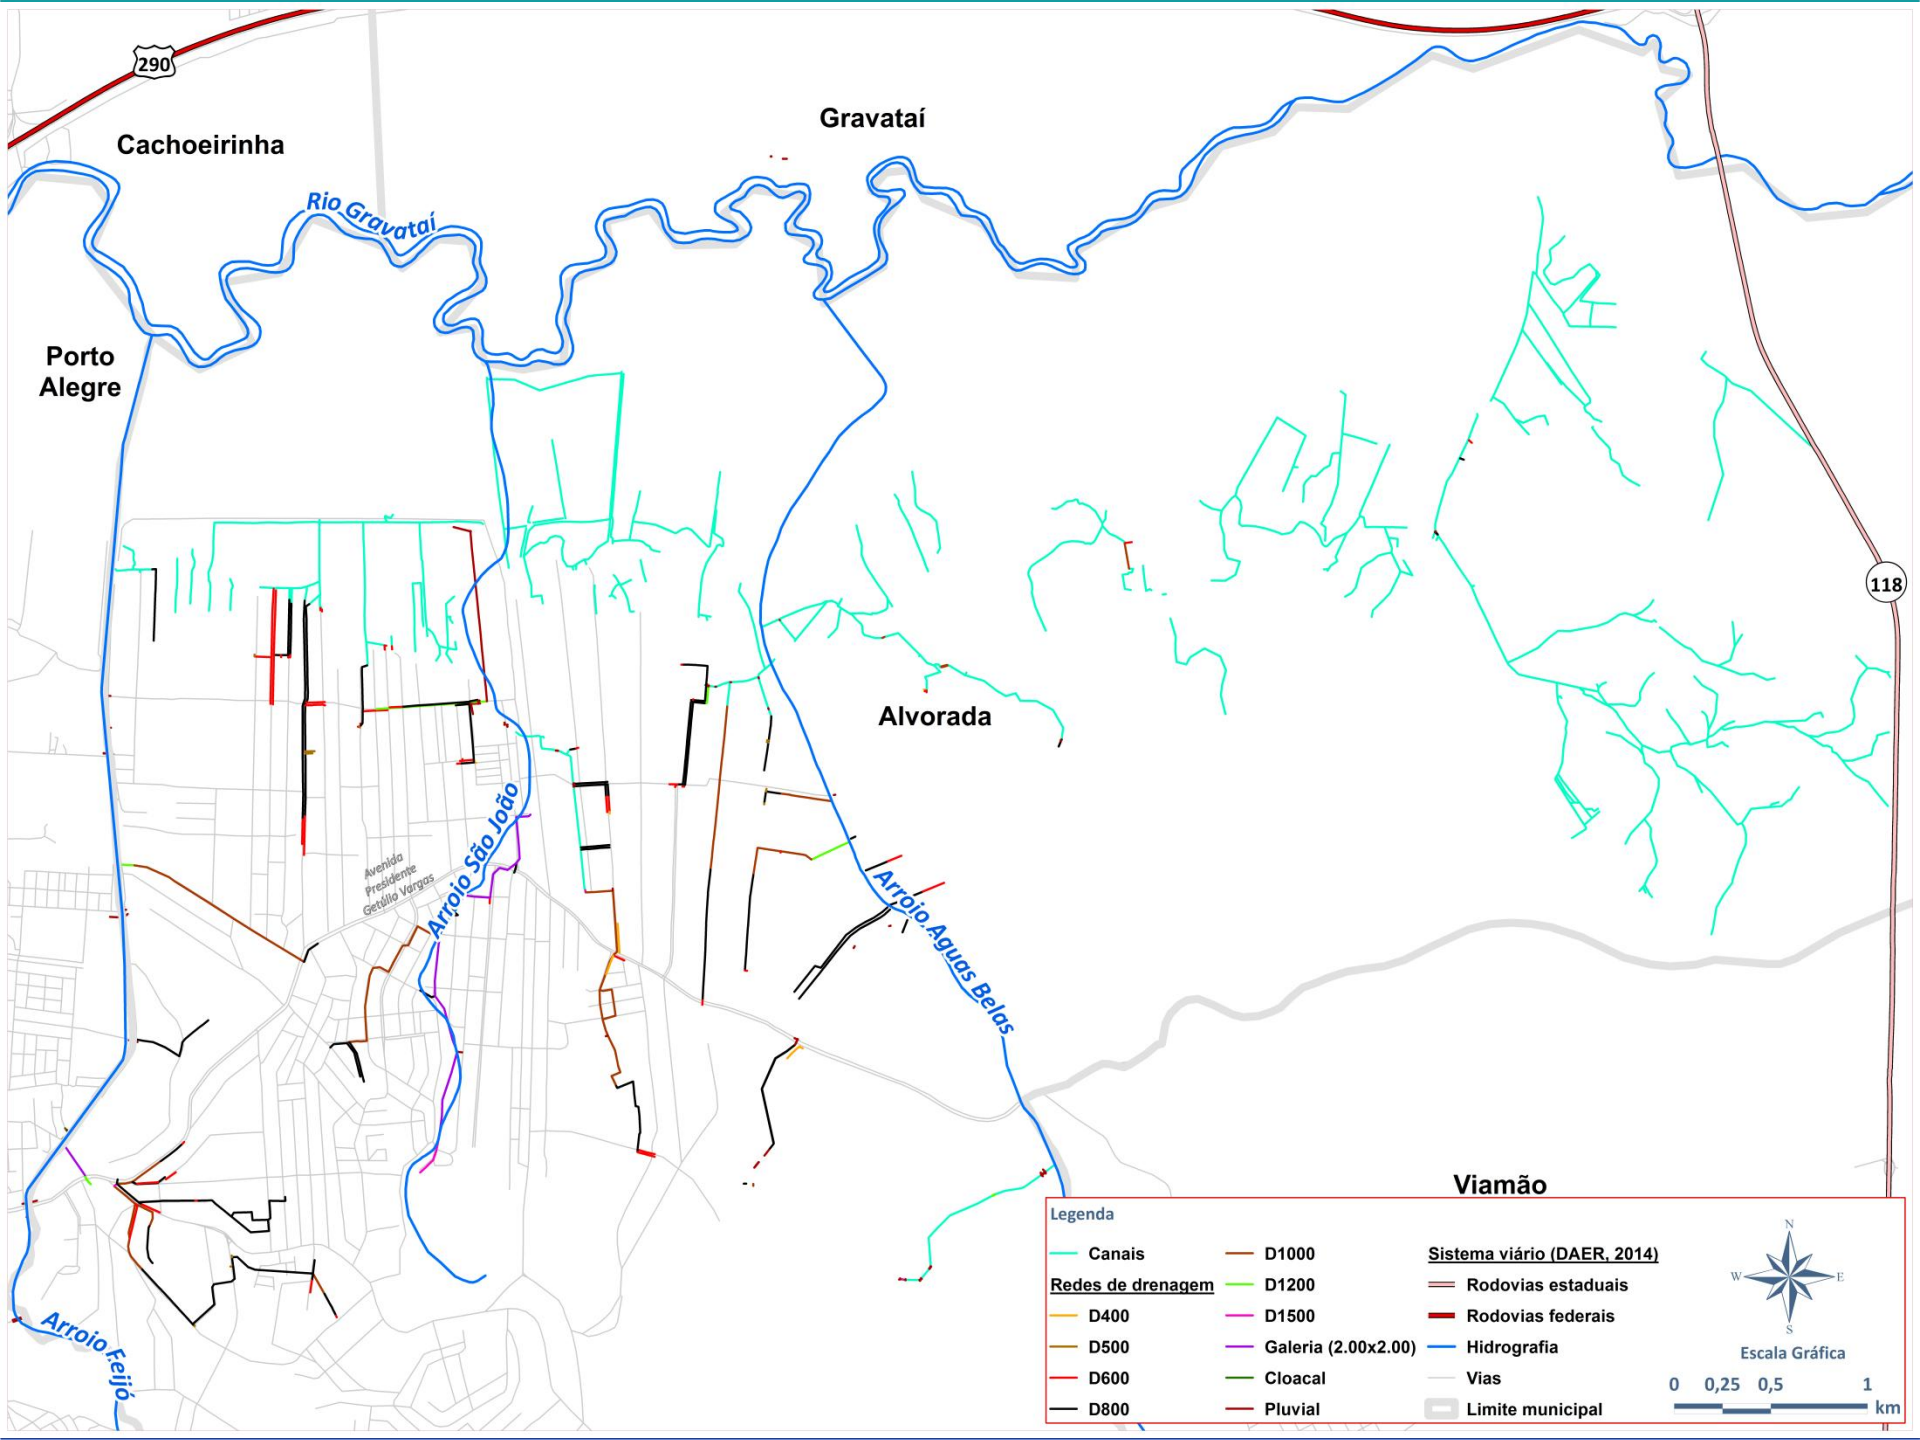 290
Cachoeirinha
Gravataí
Rio Gravataí
Porto
Alegre
118
Alvorada
Arroio São João
Avenida
Presidente
Getúlio Vargas
Arroio Aguas Belas
Viamão
Arroio Feijó
Legenda
Canais
Redes de drenagem
D400
D500
D600
D800
D1000
D1200
D1500
Galeria (2.00x2.00)
Cloacal
Pluvial
Sistema viário (DAER, 2014)
Rodovias estaduais
Rodovias federais
Hidrografia
Vias
Limite municipal
N
W E
S
Escala Gráfica
0 0,25 0,5 1
km